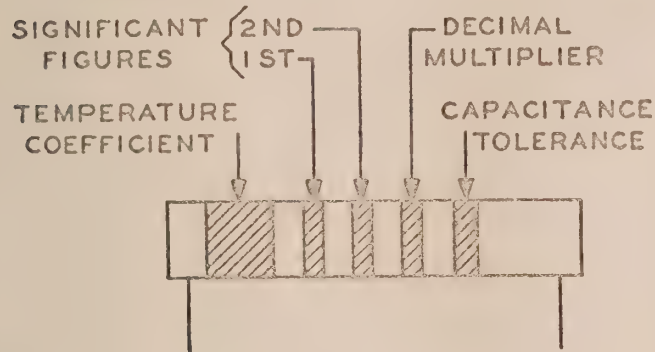 SIGNIFICANT
FIGURES
2ND
1ST
DECIMAL
MULTIPLIER
TEMPERATURE
COEFFICIENT
CAPACITANCE
TOLERANCE